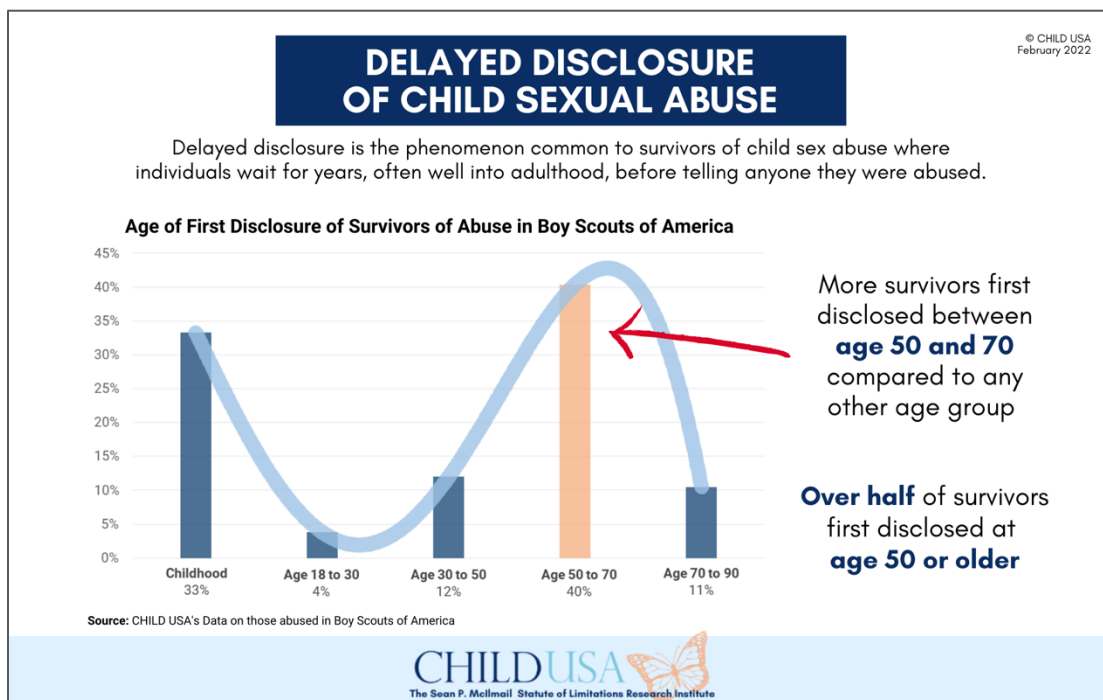 © CHILD USA
February 2022
DELAYED DISCLOSURE
OF CHILD SEXUAL ABUSE
Delayed disclosure is the phenomenon common to survivors of child sex abuse where
individuals wait for years, often well into adulthood, before telling anyone they were abused.
Age of First Disclosure of Survivors of Abuse in Boy Scouts of America
45%
40%
35%
30%
25%
20%
15%
10%
5%
0%
Childhood
33%
Age 18 to 30
4%
Age 30 to 50
12%
Age 50 to 70
40%
Age 70 to 90
11%
More survivors first
disclosed between
age 50 and 70
compared to any
other age group
Over half of survivors
first disclosed at
age 50 or older
Source: CHILD USA's Data on those abused in Boy Scouts of America
CHILD USA
The Sean P. McIlmail Statute of Limitations Research Institute